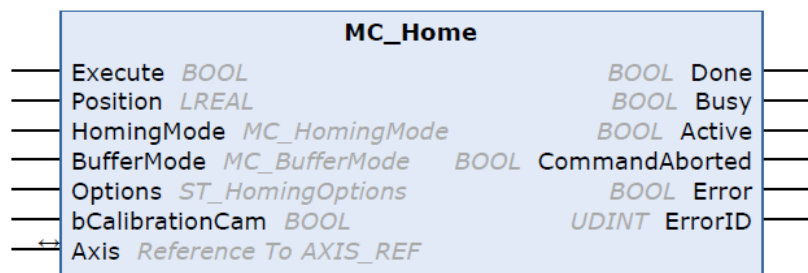 MC_Home
Execute BOOL BOOL Done
Position LREAL BOOL Busy
HomingMode MC_HomingMode BOOL Active
BufferMode MC_BufferMode BOOL CommandAborted
Options ST_HomingOptions BOOL Error
bCalibrationCam BOOL UDINT ErrorID
Axis Reference To AXIS_REF